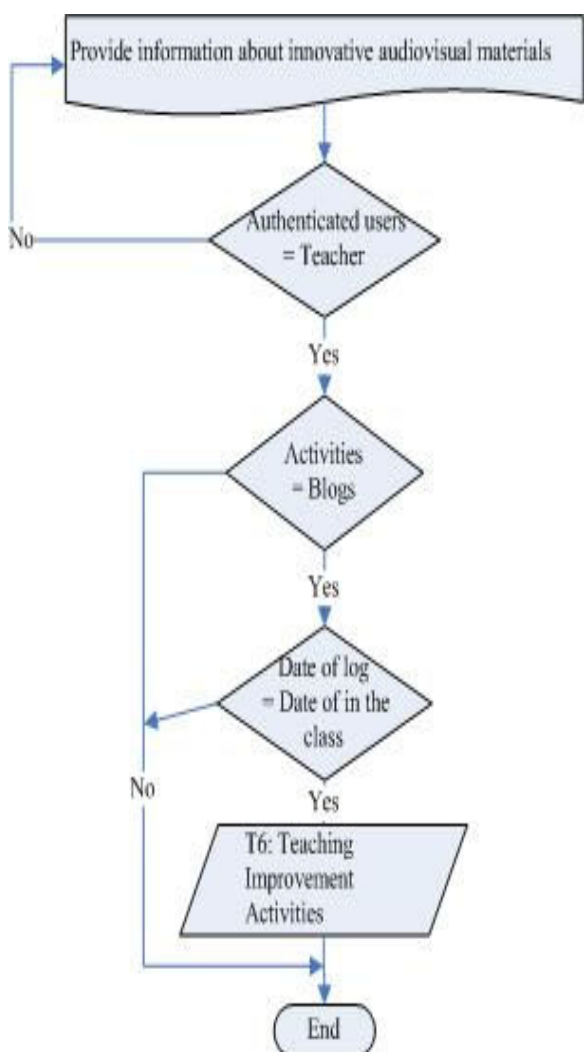 Provide information about innovative audiovisual materials
Authenticated users
= Teacher
No
Yes
Activities
= Blogs
Yes
Date of log
= Date of in the
class
No
Yes
T6: Teaching
Improvement
Activities
End